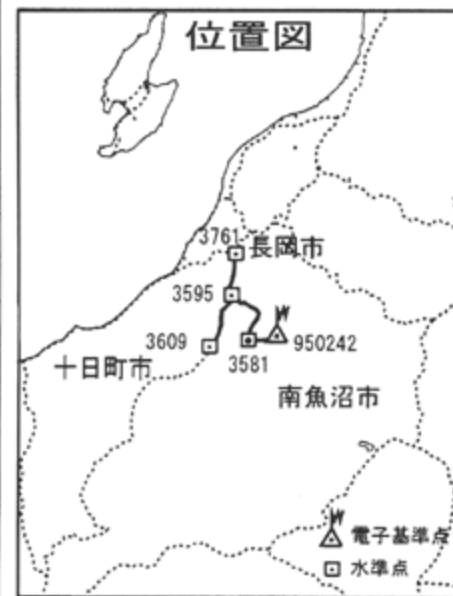 位置図
3761
長岡市
3595
3609
3581
950242
十日町市
南魚沼市
電子基準点
水準点